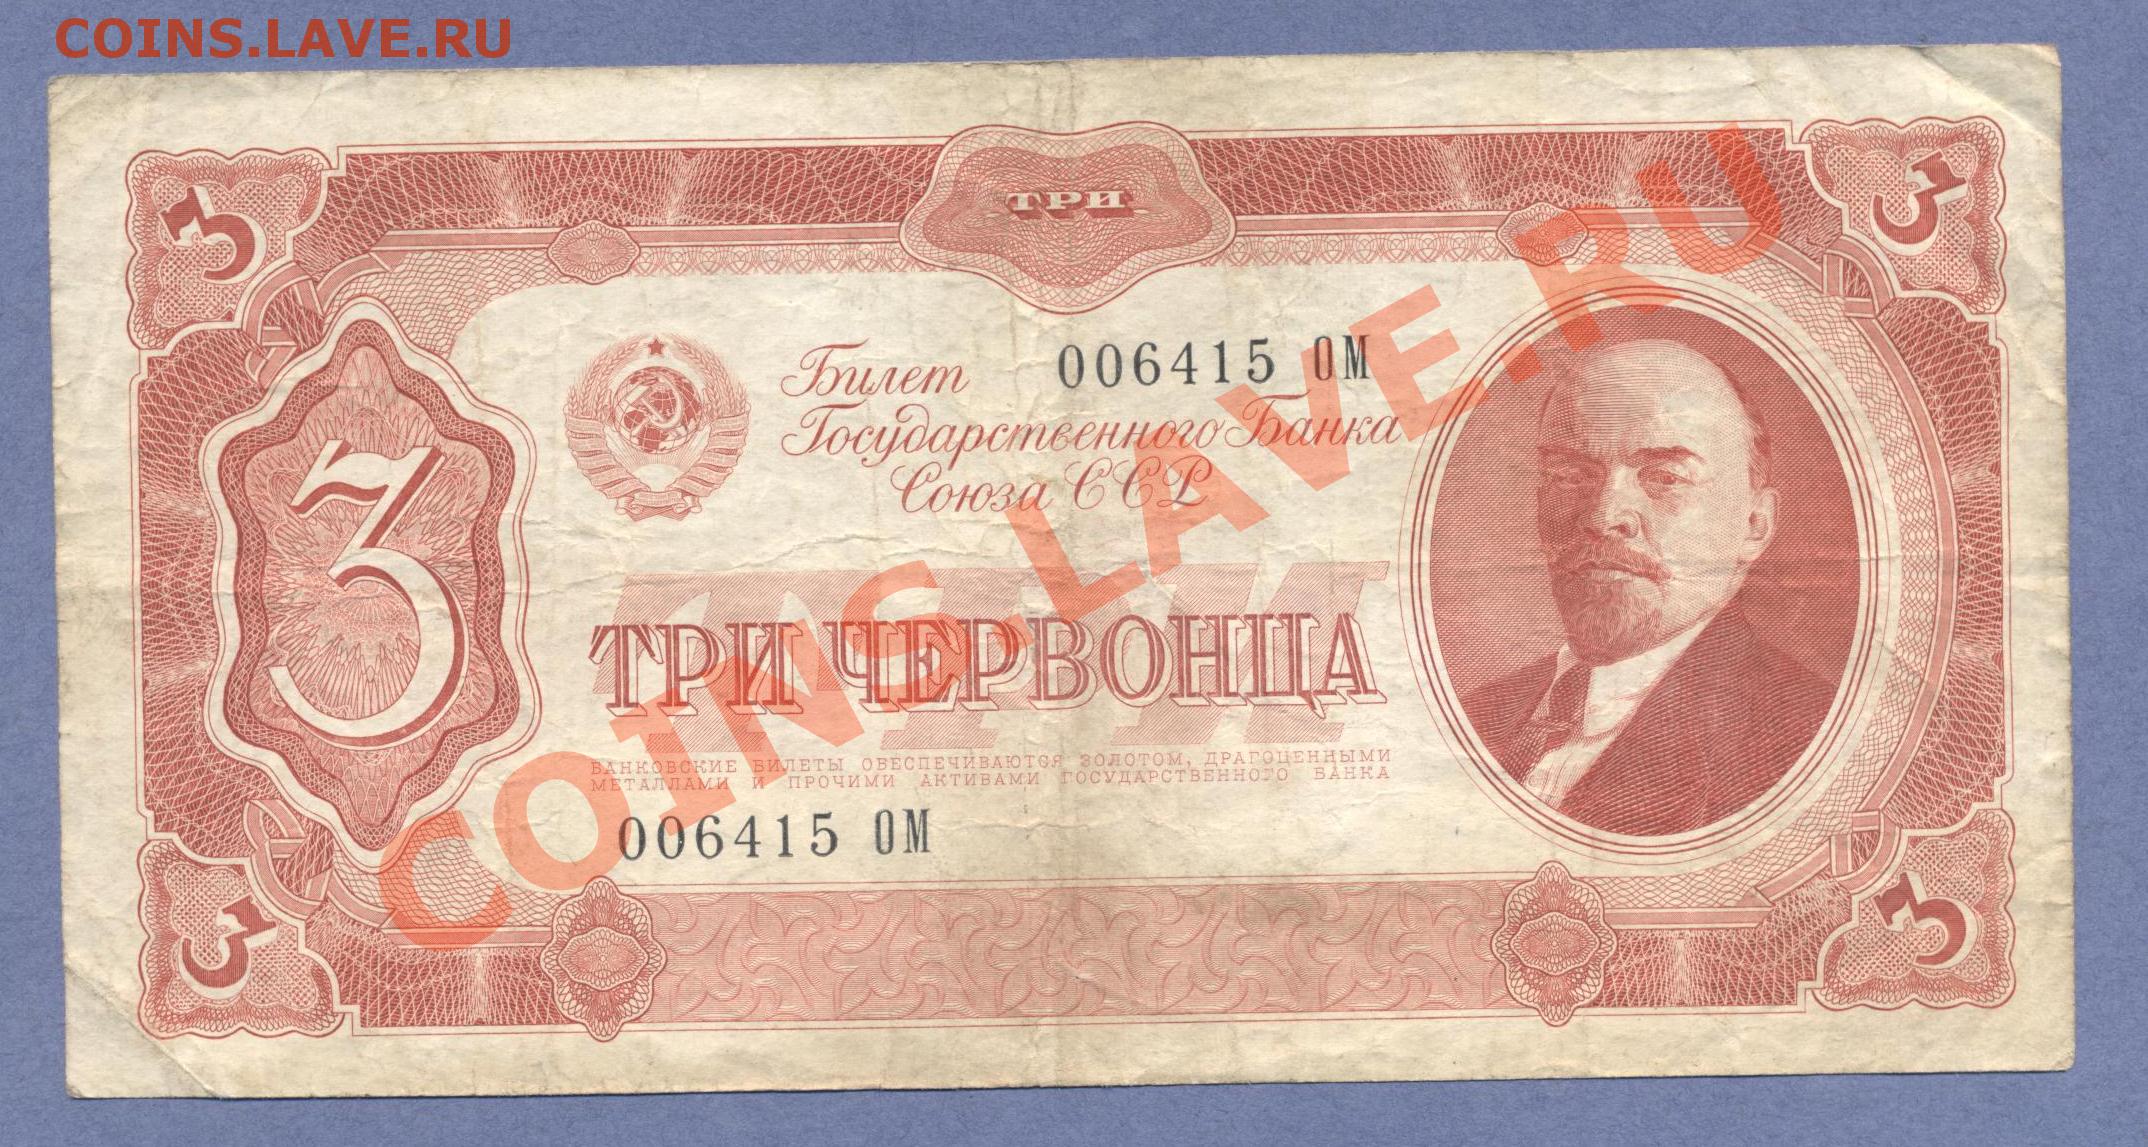 COINS.LAVE.RU
3
ТРИ
3
Билет 006415 ОМ
Государственного Банка
Союза ССР
3
ТРИ
ТРИ ЧЕРВОНЦА
БАНКОВСКИЕ БИЛЕТЫ ОБЕСПЕЧИВАЮТСЯ ЗОЛОТОМ, ДРАГОЦЕННЫМИ
МЕТАЛЛАМИ И ПРОЧИМИ АКТИВАМИ ГОСУДАРСТВЕННОГО БАНКА
006415 ОМ
3
3
COINS.LAVE.RU